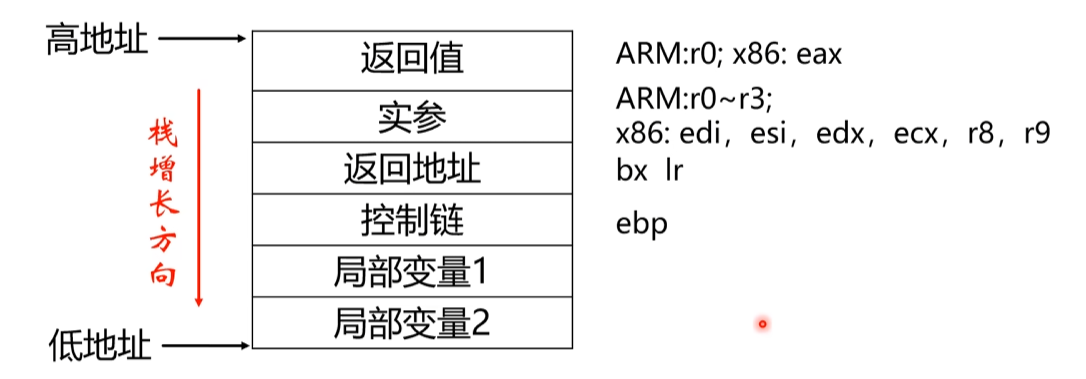 高地址
返回值
ARM:r0; x86: eax
实参
ARM:r0~r3;
x86: edi，esi，edx，ecx，r8，r9
返回地址
bx lr
控制链
ebp
局部变量1
局部变量2
低地址
栈增长方向